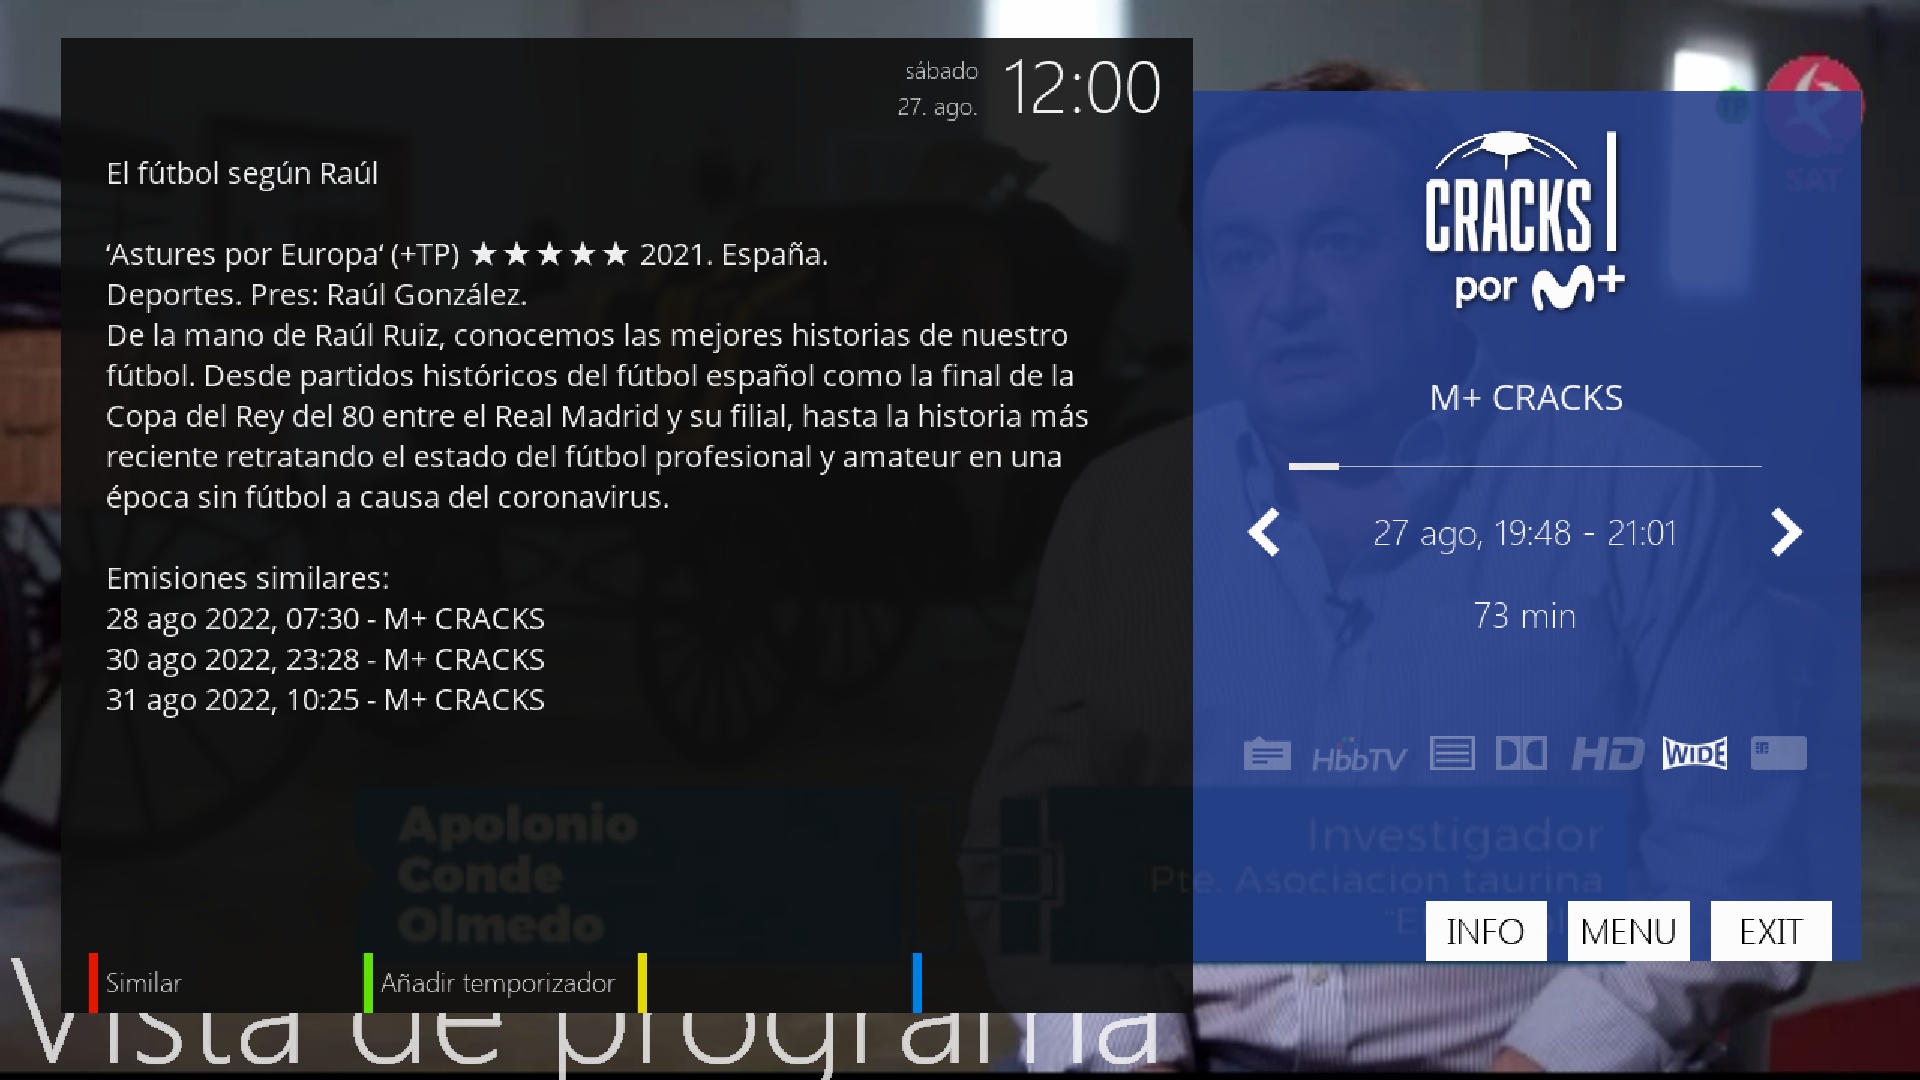 sábado
27. ago.
12:00
El fútbol según Raúl
‘Astures por Europa‘ (+TP) ★★★★★ 2021. España.
Deportes. Pres: Raúl González.
De la mano de Raúl Ruiz, conocemos las mejores historias de nuestro
fútbol. Desde partidos históricos del fútbol español como la final de la
Copa del Rey del 80 entre el Real Madrid y su filial, hasta la historia más
reciente retratando el estado del fútbol profesional y amateur en una
época sin fútbol a causa del coronavirus.
Emisiones similares:
28 ago 2022, 07:30 - M+ CRACKS
30 ago 2022, 23:28 - M+ CRACKS
31 ago 2022, 10:25 - M+ CRACKS
Apolonio
Conde
Olmedo
Similar
Añadir temporizador
Vista de programa
TP
SAT
CRACKS 1
por M+
M+ CRACKS
27 ago, 19:48 - 21:01
73 min
HbbTV
HD
WIDE
Investigador
Pte. Asociación taurina
INFO
MENU
EXIT